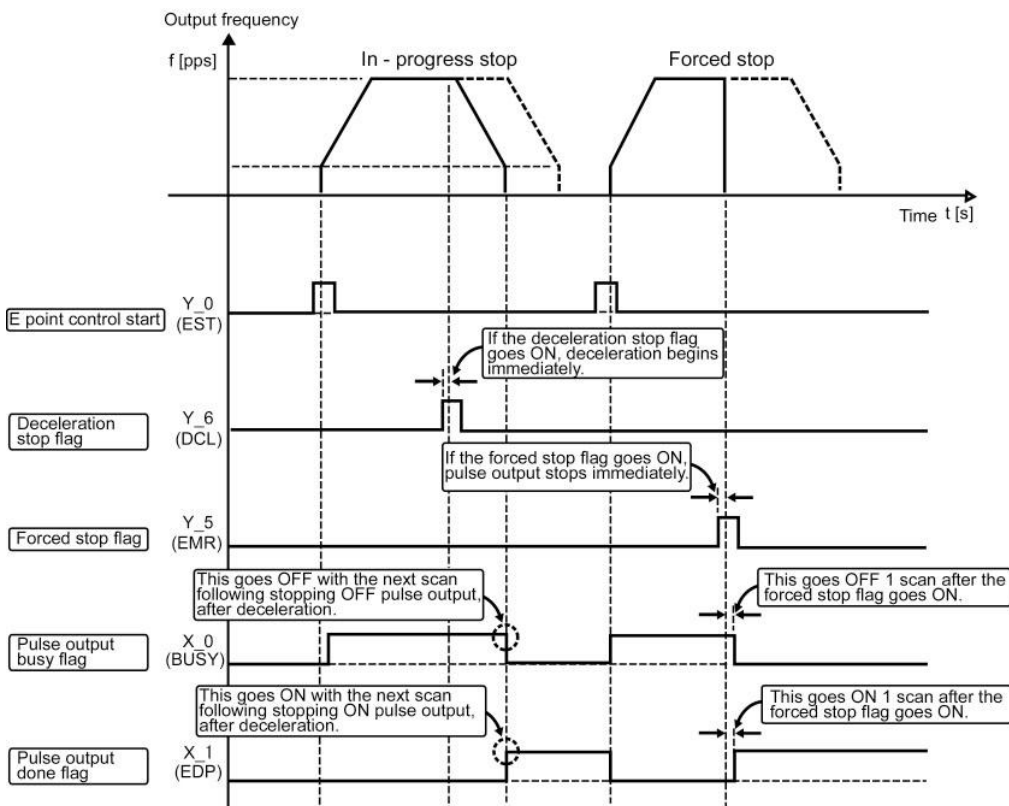 Output frequency
f [pps]
In - progress stop
Forced stop
Time t [s]
E point control start
Y_0
(EST)
If the deceleration stop flag
goes ON, deceleration begins
immediately.
Deceleration
stop flag
Y_6
(DCL)
If the forced stop flag goes ON,
pulse output stops immediately.
Forced stop flag
Y_5
(EMR)
This goes OFF with the next scan
following stopping OFF pulse output,
after deceleration.
This goes OFF 1 scan after the
forced stop flag goes ON.
Pulse output
busy flag
X_0
(BUSY)
This goes ON with the next scan
following stopping ON pulse output,
after deceleration.
This goes ON 1 scan after the
forced stop flag goes ON.
Pulse output
done flag
X_1
(EDP)